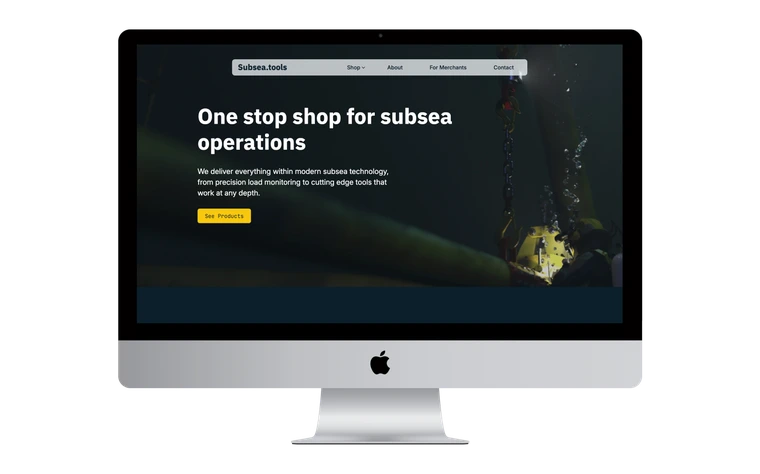 Subsea.tools
Shop
About
For Merchants
Contact
One stop shop for subsea
operations
We deliver everything within modern subsea technology,
from precision load monitoring to cutting edge tools that
work at any depth.
See Products